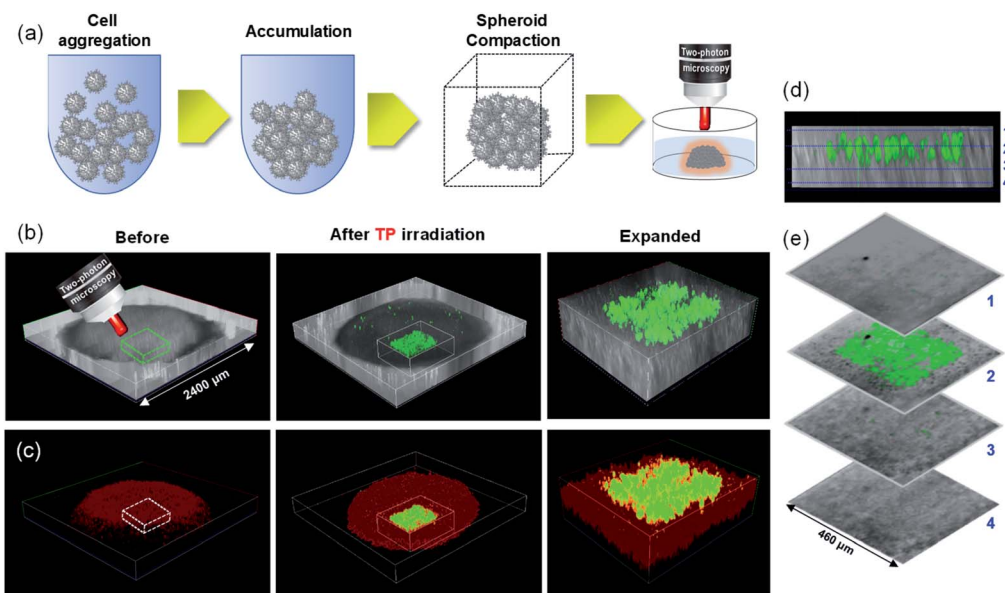 (a)
Cell
aggregation
Accumulation
Spheroid
Compaction
Two-photon
microscopy
(d)
2
(b)
Before
After TP irradiation
Expanded
Two-photon
microscopy
2400 μm
(c)
(e)
1
2
3
4
460 μm